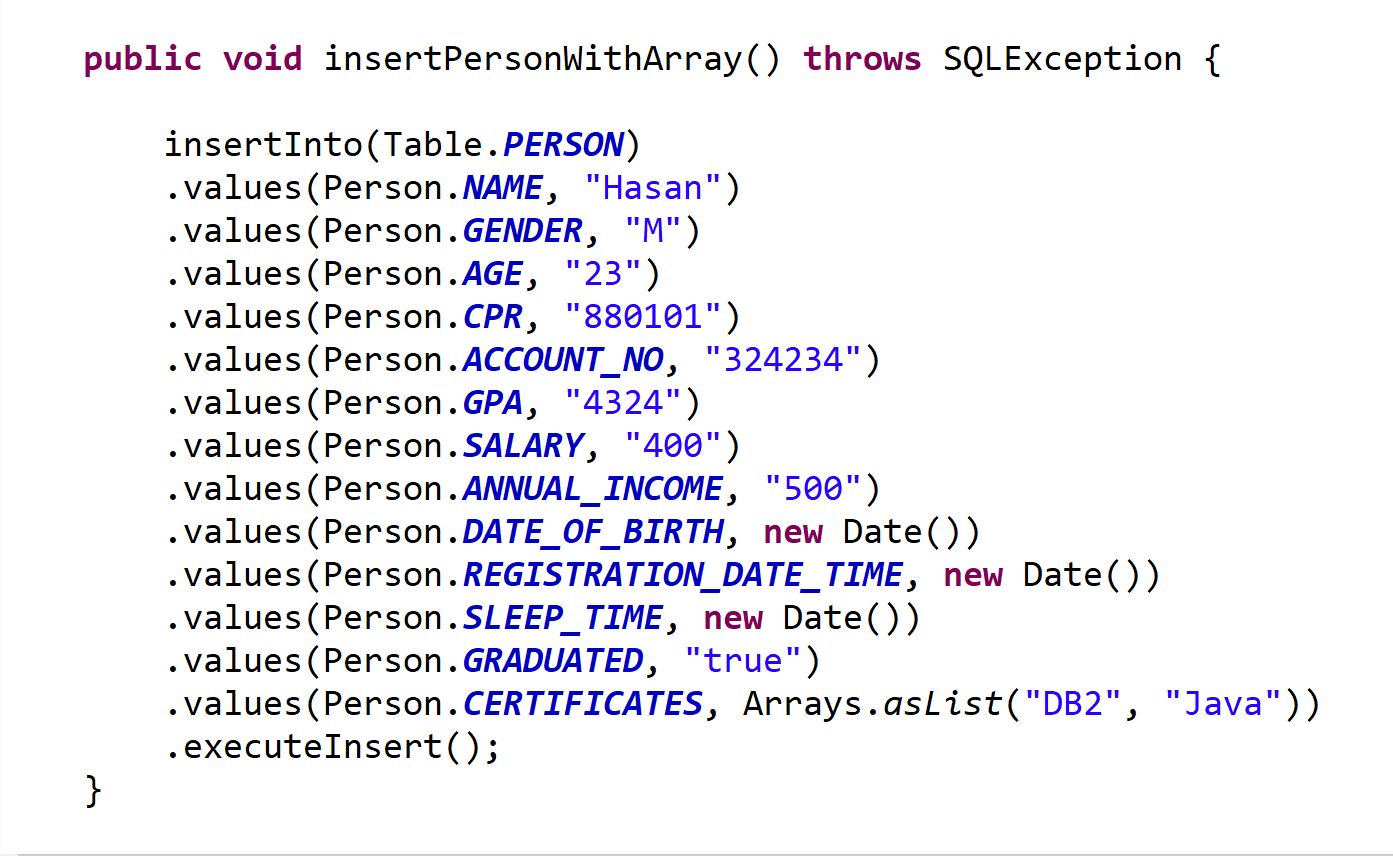 public void insertPersonWithArray() throws SQLException {
insertInto(Table.PERSON)
.values(Person.NAME, "Hasan")
.values(Person.GENDER, "M")
.values(Person.AGE, "23")
.values(Person.CPR, "880101")
.values(Person.ACCOUNT_NO, "324234")
.values(Person.GPA, "4324")
.values(Person.SALARY, "400")
.values(Person.ANNUAL_INCOME, "500")
.values(Person.DATE_OF_BIRTH, new Date())
.values(Person.REGISTRATION_DATE_TIME, new Date())
.values(Person.SLEEP_TIME, new Date())
.values(Person.GRADUATED, "true")
.values(Person.CERTIFICATES, Arrays.asList("DB2", "Java"))
.executeInsert();
}